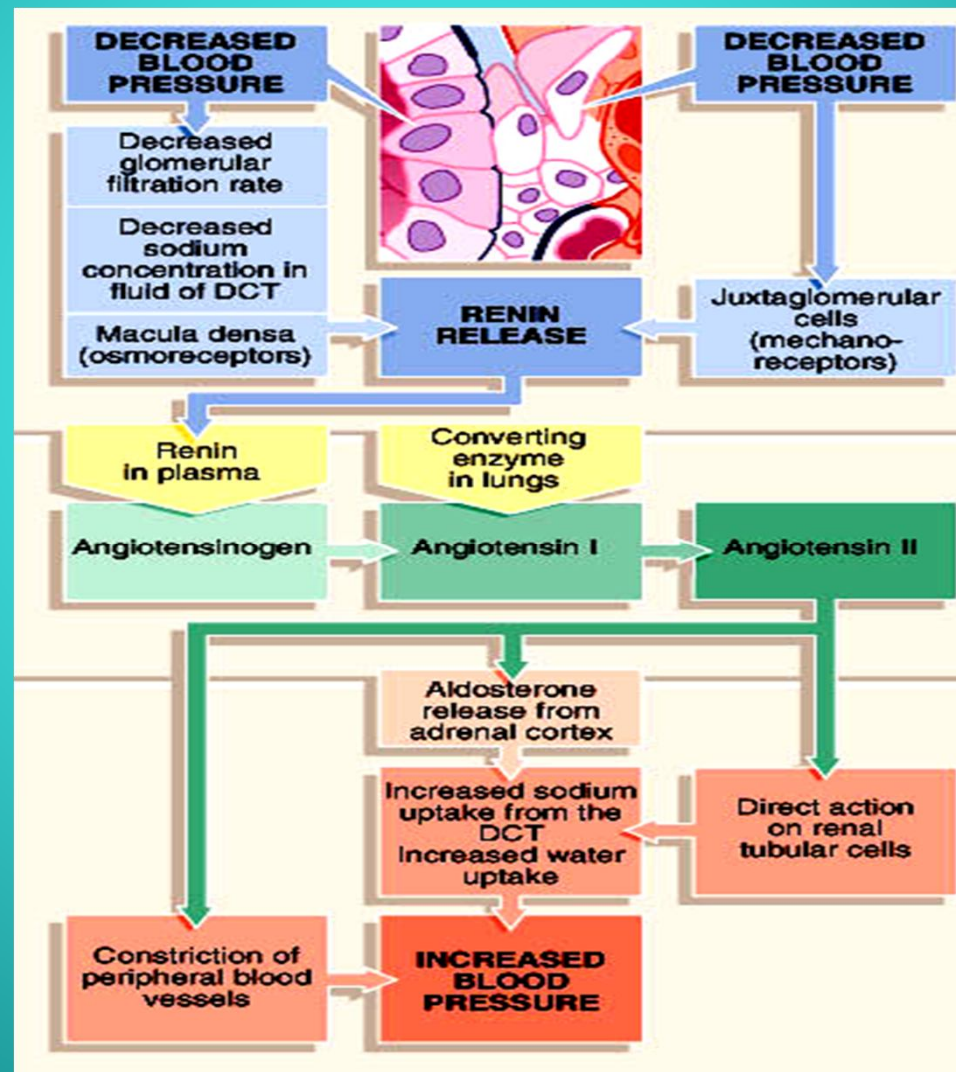 DECREASED
BLOOD
PRESSURE
DECREASED
BLOOD
PRESSURE
Decreased
glomerular
filtration rate
Decreased
sodium
concentration in
fluid of DCT
Macula densa
(osmoreceptors)
RENIN
RELEASE
Juxtaglomerular
cells
(mechano-
receptors)
Renin
in plasma
Converting
enzyme
in lungs
Angiotensinogen
Angiotensin I
Angiotensin II
Aldosterone
release from
adrenal cortex
Increased sodium
uptake from the
DCT
Increased water
uptake
Direct action
on renal
tubular cells
Constriction of
peripheral blood
vessels
INCREASED
BLOOD
PRESSURE